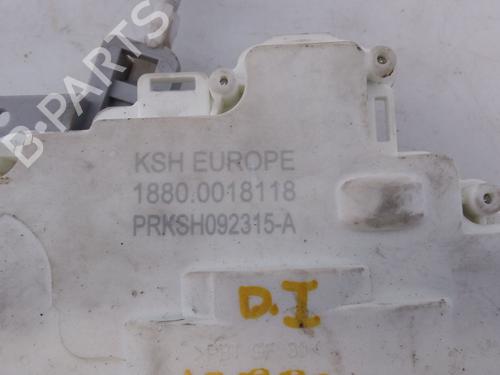 B-PARTS
KSH EUROPE
1880.0018118
PRKSH092315-A
D.I